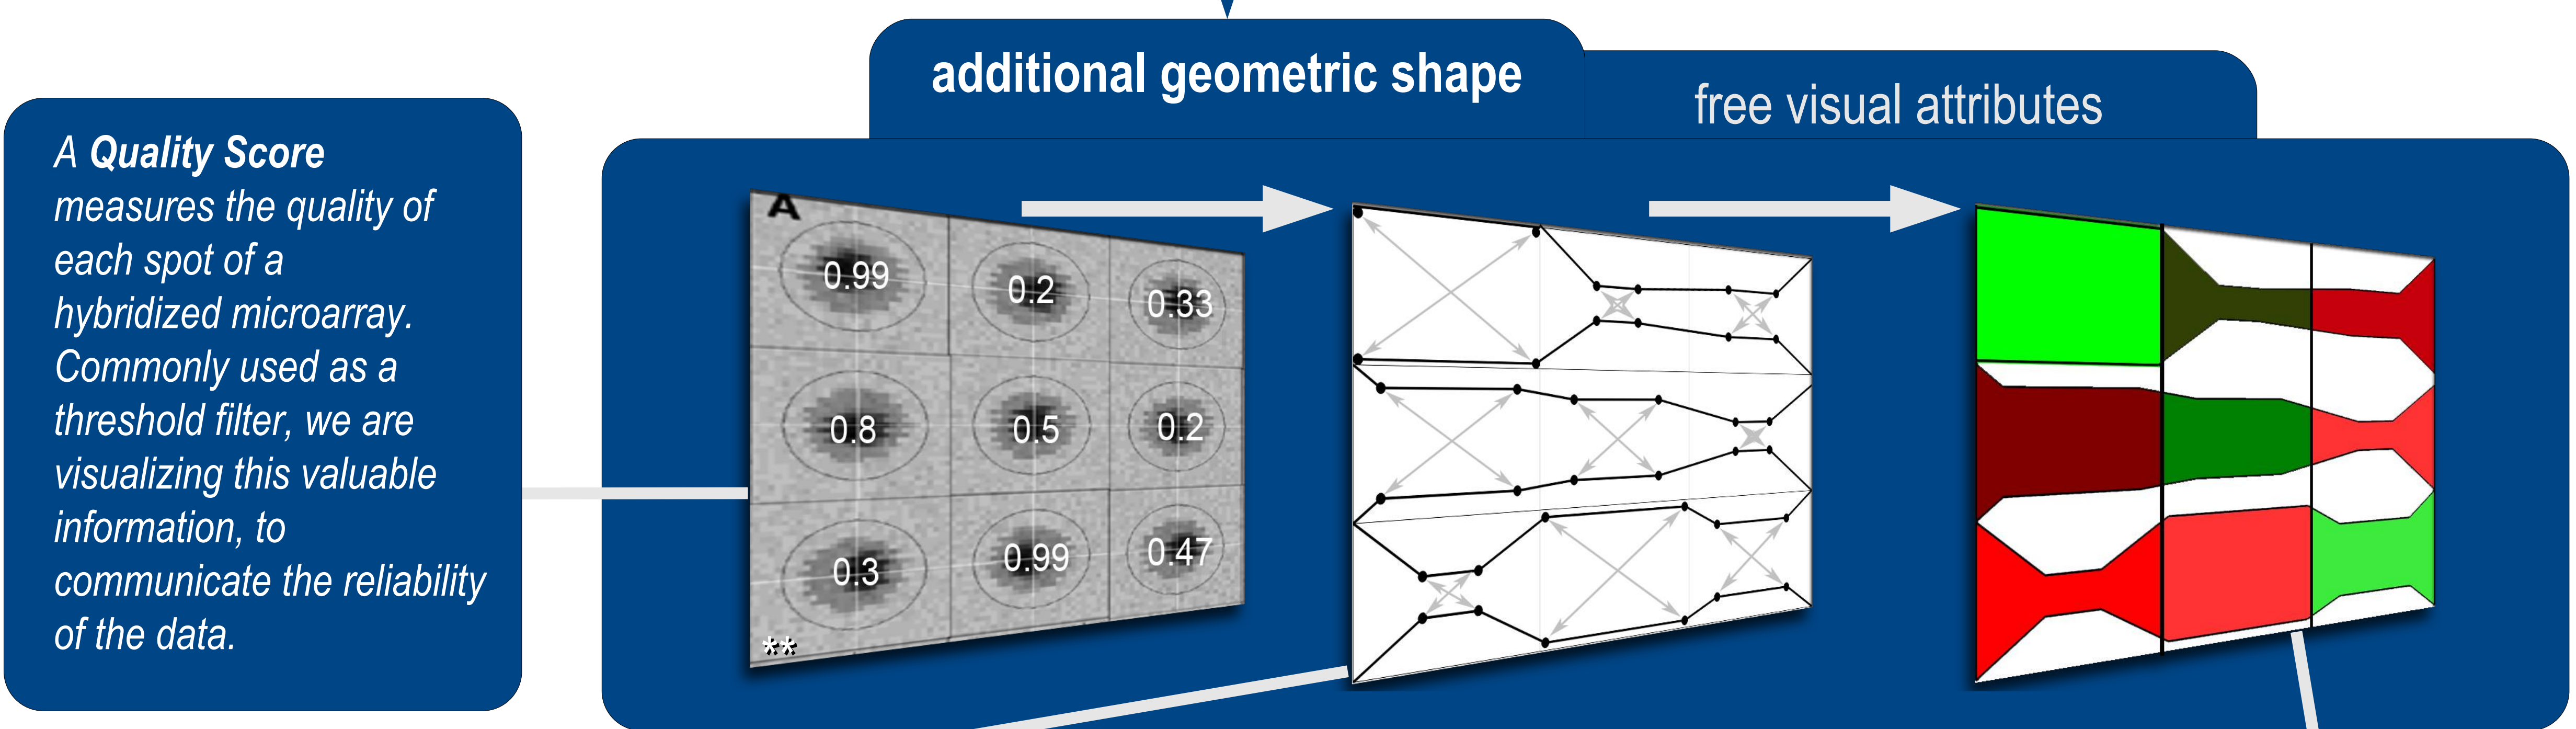 additional geometric shape
free visual attributes
A Quality Score
measures the quality of
each spot of a
hybridized microarray.
Commonly used as a
threshold filter, we are
visualizing this valuable
information, to
communicate the reliability
of the data.
A
0.99
0.2
0.33
0.8
0.5
0.2
0.3
0.99
0.47
**